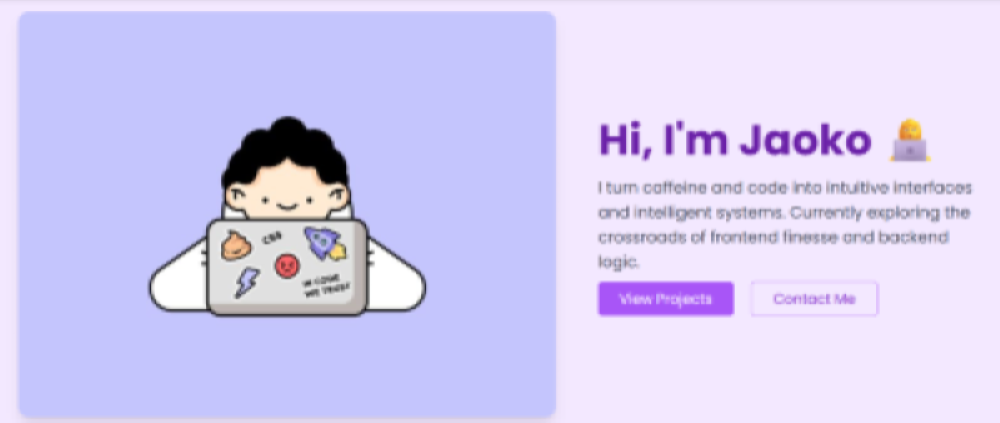 CSS
IN CODE
WE TRUST
Hi, I'm Jaoko 🧑‍💻
I turn caffeine and code into intuitive interfaces
and intelligent systems. Currently exploring the
crossroads of frontend finesse and backend
logic.
View Projects
Contact Me